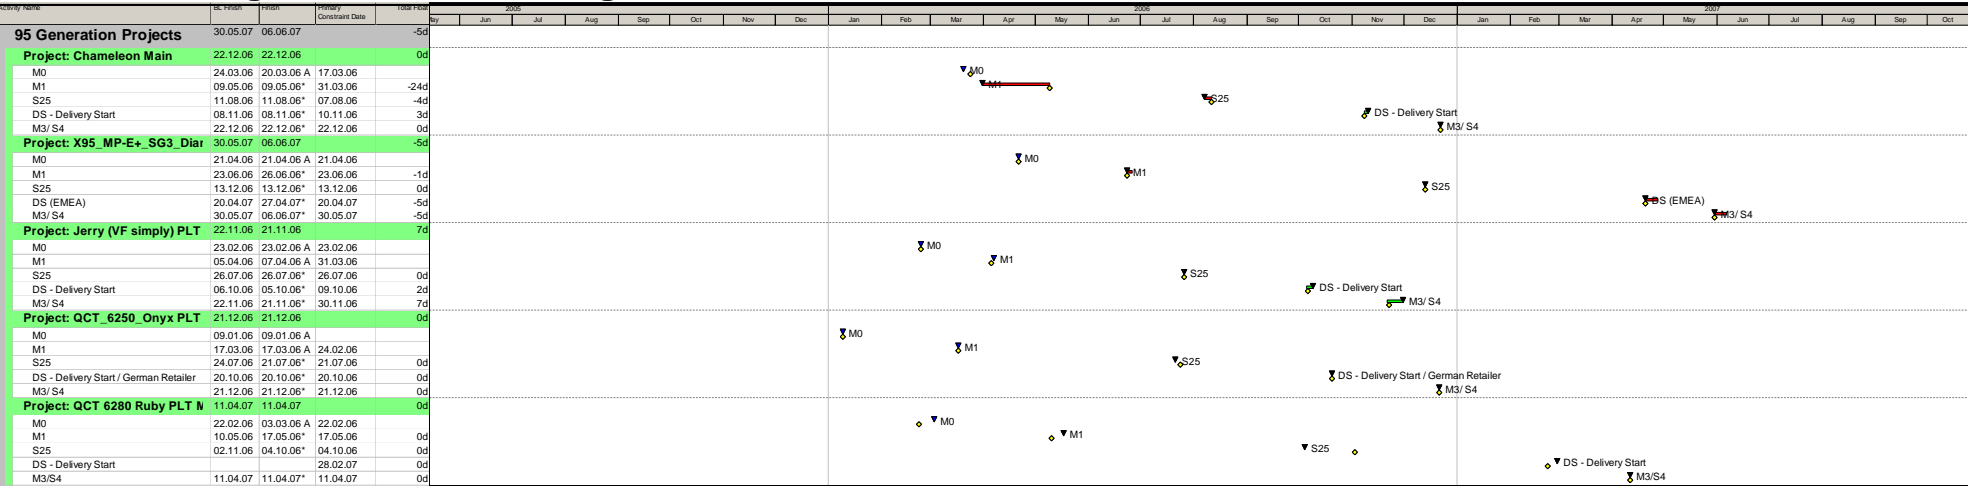 Activity Name BL Finish Finish Primary Constraint Date Total Float
2005 2006 2007
May Jun Jul Aug Sep Oct Nov Dec Jan Feb Mar Apr May Jun Jul Aug Sep Oct Nov Dec Jan Feb Mar Apr May Jun Jul Aug Sep Oct
95 Generation Projects 30.05.07 06.06.07 -5d
Project: Chameleon Main 22.12.06 22.12.06 0d
M0 24.03.06 20.03.06 A 17.03.06 M0
M1 09.05.06 09.05.06* 31.03.06 -24d M1
S25 11.08.06 11.08.06* 07.08.06 -4d S25
DS - Delivery Start 08.11.06 08.11.06* 10.11.06 3d DS - Delivery Start
M3/ S4 22.12.06 22.12.06* 22.12.06 0d M3/ S4
Project: X95_MP-E+_SG3_Diar 30.05.07 06.06.07 -5d
M0 21.04.06 21.04.06 A 21.04.06 M0
M1 23.06.06 26.06.06* 23.06.06 -1d M1
S25 13.12.06 13.12.06* 13.12.06 0d S25
DS (EMEA) 20.04.07 27.04.07* 20.04.07 -5d DS (EMEA)
M3/ S4 30.05.07 06.06.07* 30.05.07 -5d M3/ S4
Project: Jerry (VF simply) PLT 22.11.06 21.11.06 7d
M0 23.02.06 23.02.06 A 23.02.06 M0
M1 05.04.06 07.04.06 A 31.03.06 M1
S25 26.07.06 26.07.06* 26.07.06 0d S25
DS - Delivery Start 06.10.06 05.10.06* 09.10.06 2d DS - Delivery Start
M3/ S4 22.11.06 21.11.06* 30.11.06 7d M3/ S4
Project: QCT_6250_Onyx PLT 21.12.06 21.12.06 0d
M0 09.01.06 09.01.06 A M0
M1 17.03.06 17.03.06 A 24.02.06 M1
S25 24.07.06 21.07.06* 21.07.06 0d S25
DS - Delivery Start / German Retailer 20.10.06 20.10.06* 20.10.06 0d DS - Delivery Start / German Retailer
M3/ S4 21.12.06 21.12.06* 21.12.06 0d M3/ S4
Project: QCT 6280 Ruby PLT M 11.04.07 11.04.07 0d
M0 22.02.06 03.03.06 A 22.02.06 M0
M1 10.05.06 17.05.06* 17.05.06 0d M1
S25 02.11.06 04.10.06* 04.10.06 0d S25
DS - Delivery Start 28.02.07 0d DS - Delivery Start
M3/S4 11.04.07 11.04.07* 11.04.07 0d M3/S4